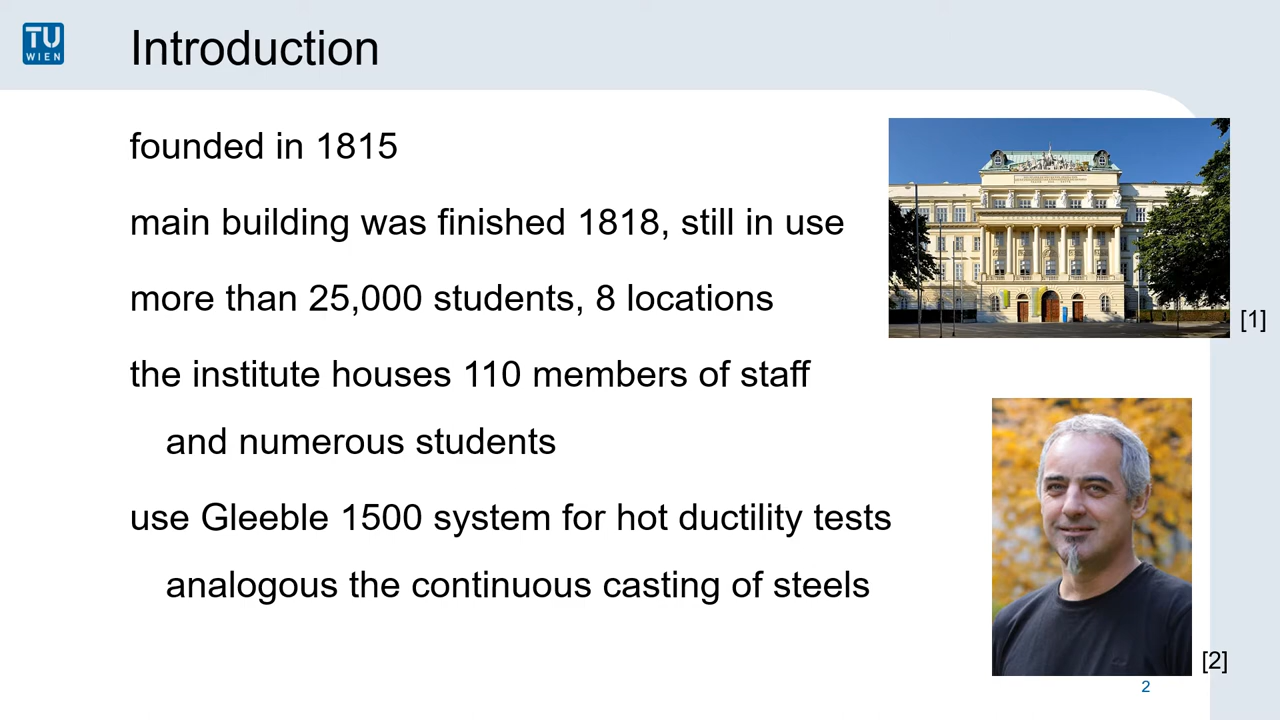 TU
WIEN
Introduction
founded in 1815
main building was finished 1818, still in use
more than 25,000 students, 8 locations
[1]
the institute houses 110 members of staff
and numerous students
use Gleeble 1500 system for hot ductility tests
analogous the continuous casting of steels
[2]
2